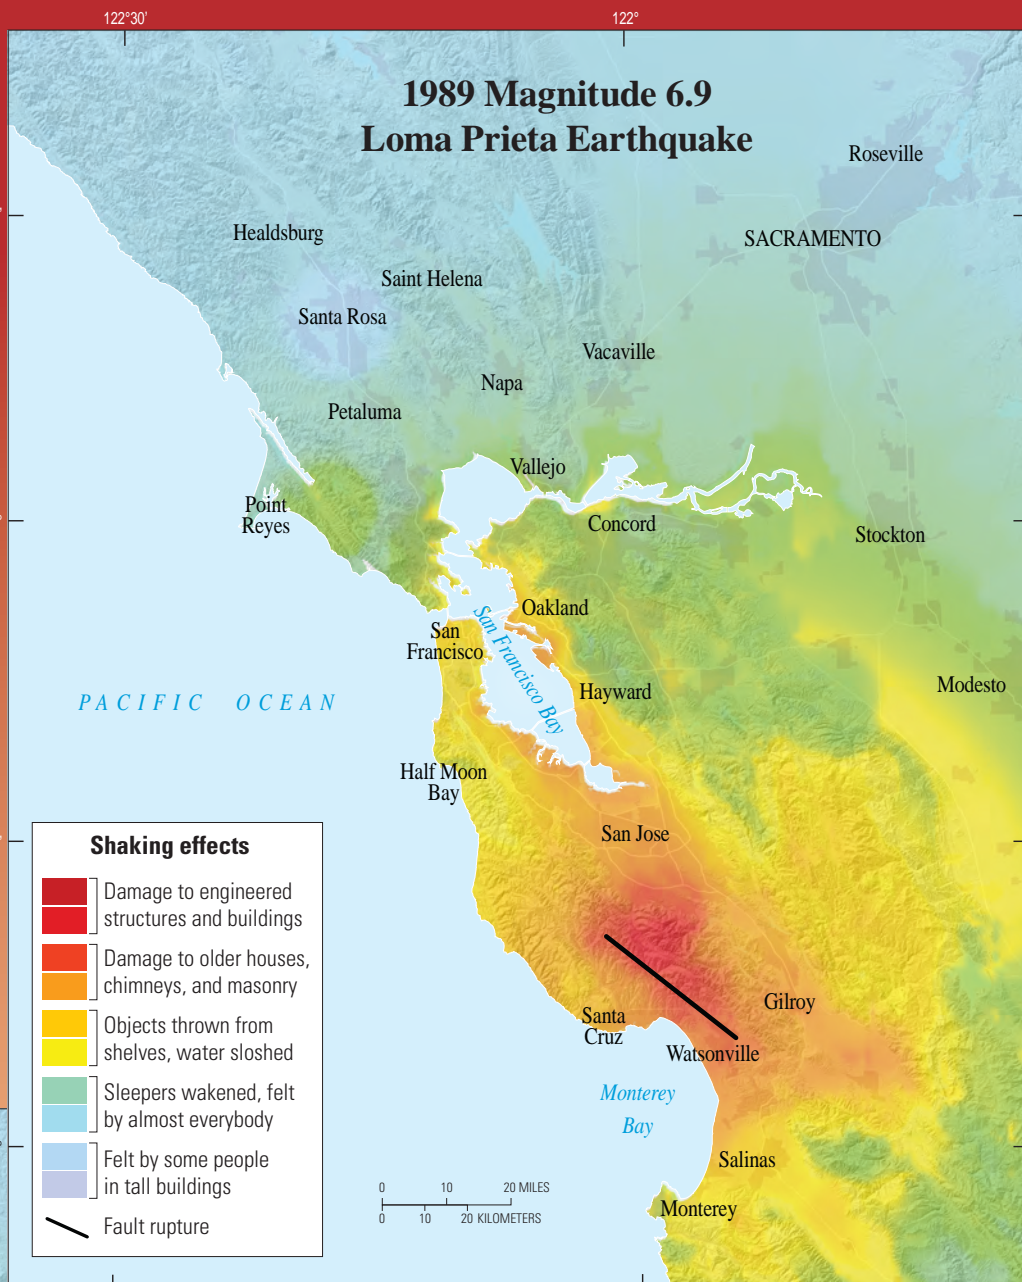 122°30'
122°
1989 Magnitude 6.9
Loma Prieta Earthquake
Roseville
Healdsburg
SACRAMENTO
Saint Helena
Santa Rosa
Vacaville
Napa
Petaluma
Vallejo
Point
Reyes
Concord
Stockton
Oakland
San
Francisco
San Francisco Bay
Hayward
Modesto
PACIFIC OCEAN
Half Moon
Bay
San Jose
Gilroy
Santa
Cruz
Watsonville
Monterey
Bay
Salinas
Monterey
Shaking effects
Damage to engineered
structures and buildings
Damage to older houses,
chimneys, and masonry
Objects thrown from
shelves, water sloshed
Sleepers wakened, felt
by almost everybody
Felt by some people
in tall buildings
Fault rupture
0 10 20 MILES
0 10 20 KILOMETERS